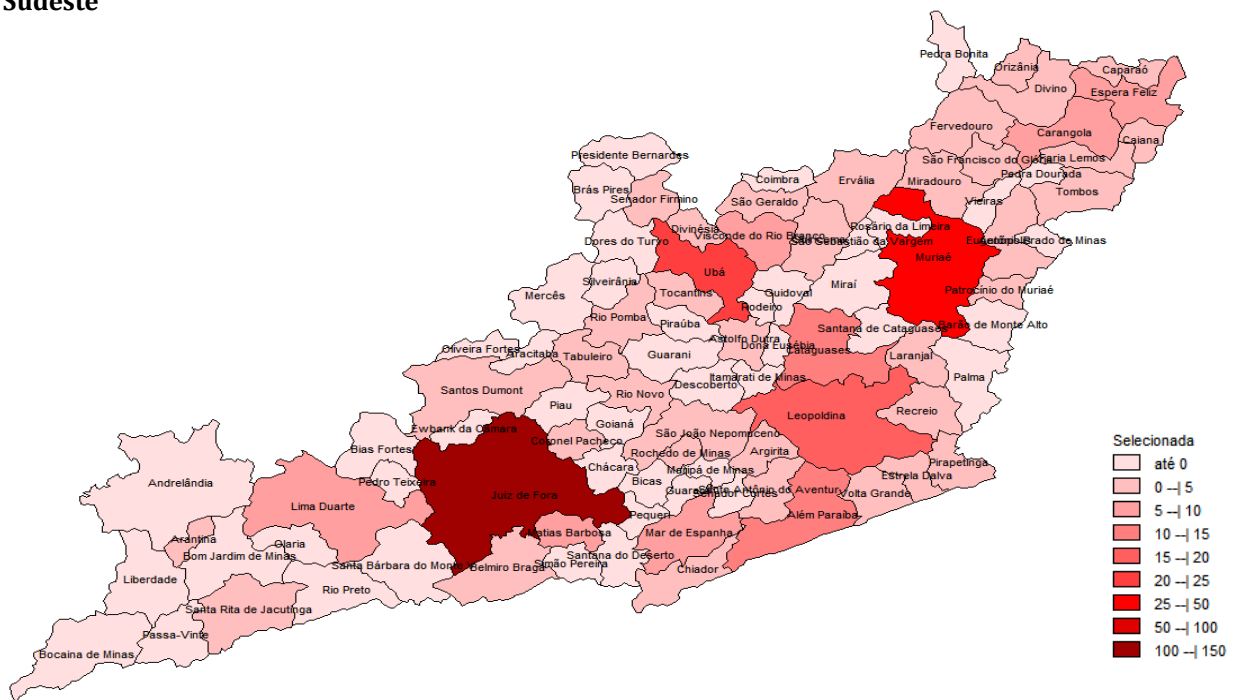 Sudeste
Pedra Bonita
Orizânia
Caparaó
Divino
Espera Feliz
Fervedouro
Carangola
Caiana
Presidente Bernardes
São Francisco do Glória
Faria Lemos
Coimbra
Ervália
Miradouro
Pedra Dourada
Brás Pires
Senador Firmino
São Geraldo
Vieiras
Tombos
Divinésia
Visconde do Rio Branco
Rosário da Limeira
Dores do Turvo
São Sebastião da Vargem
Antônio Prado de Minas
Ubá
Muriaé
Silveirânia
Mercês
Tocantins
Guidoval
Miraí
Patrocínio do Muriaé
Rodeiro
Rio Pomba
Piraúba
Santana de Cataguases
Barão de Monte Alto
Astolfo Dutra
Dona Eusébia
Cataguases
Oliveira Fortes
Aracitaba
Tabuleiro
Guarani
Laranjal
Palma
Itamarati de Minas
Santos Dumont
Descoberto
Rio Novo
Piau
Leopoldina
Recreio
Goianá
Ewbank da Câmara
Coronel Pacheco
São João Nepomuceno
Selecionada
Bias Fortes
Rochedo de Minas
Argirita
até 0
Chácara
Maripá de Minas
Pirapetinga
Andrelândia
Pedro Teixeira
Bicas
Estrela Dalva
0 --| 5
Lima Duarte
Juiz de Fora
Guarará
Senador Cortes
Santo Antônio do Aventur
Volta Grande
5 --| 10
Pequeri
Além Paraíba
Arantina
Olaria
Matias Barbosa
Mar de Espanha
10 --| 15
Bom Jardim de Minas
Santana do Deserto
15 --| 20
Liberdade
Santa Bárbara do Monte
Belmiro Braga
Simão Pereira
Chiador
20 --| 25
Rio Preto
Santa Rita de Jacutinga
25 --| 50
Passa-Vinte
50 --| 100
Bocaina de Minas
100 --| 150